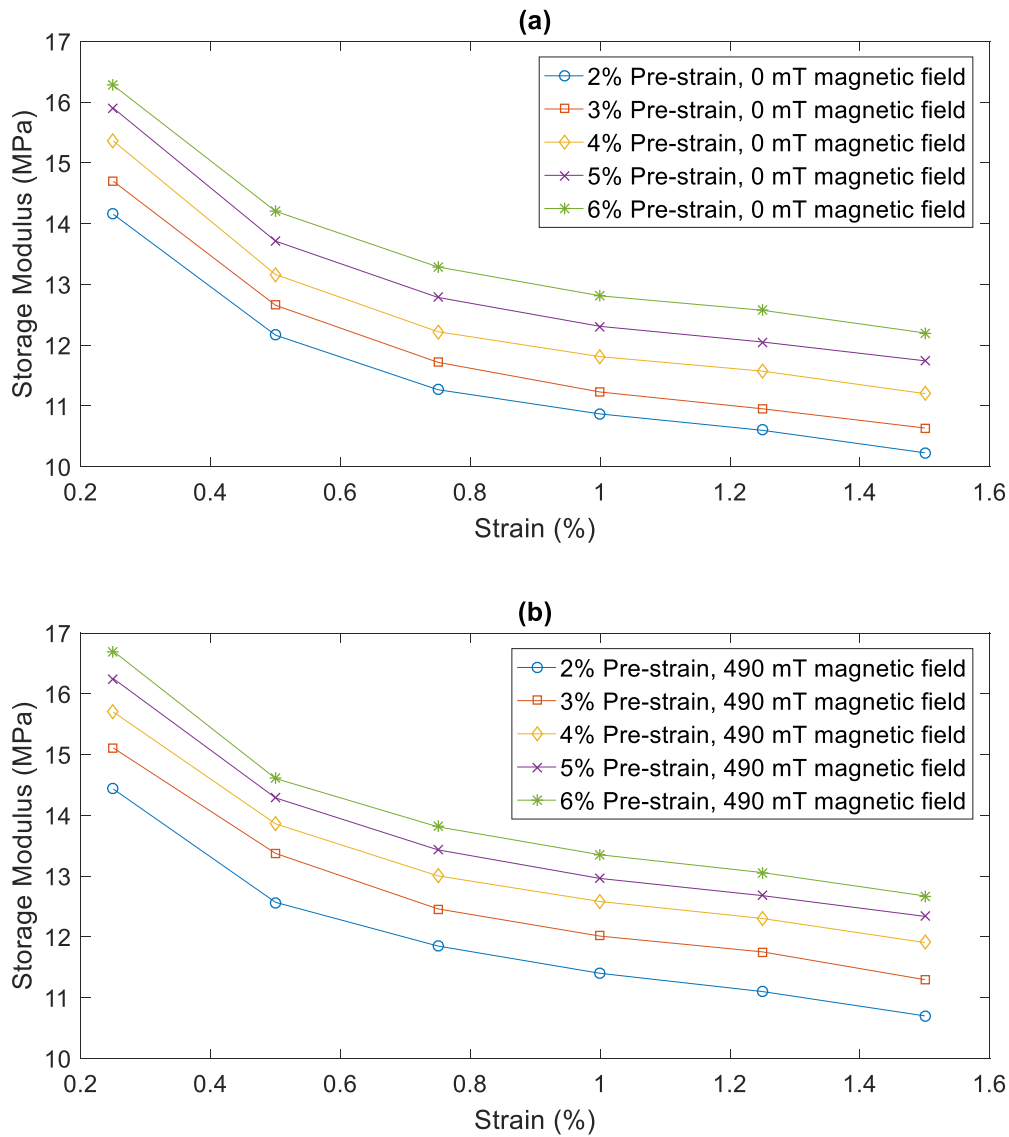 (a)
17
16
15
14
13
12
11
10
Storage Modulus (MPa)
2% Pre-strain, 0 mT magnetic field
3% Pre-strain, 0 mT magnetic field
4% Pre-strain, 0 mT magnetic field
5% Pre-strain, 0 mT magnetic field
6% Pre-strain, 0 mT magnetic field
0.2 0.4 0.6 0.8 1 1.2 1.4 1.6
Strain (%)
(b)
17
16
15
14
13
12
11
10
Storage Modulus (MPa)
2% Pre-strain, 490 mT magnetic field
3% Pre-strain, 490 mT magnetic field
4% Pre-strain, 490 mT magnetic field
5% Pre-strain, 490 mT magnetic field
6% Pre-strain, 490 mT magnetic field
0.2 0.4 0.6 0.8 1 1.2 1.4 1.6
Strain (%)